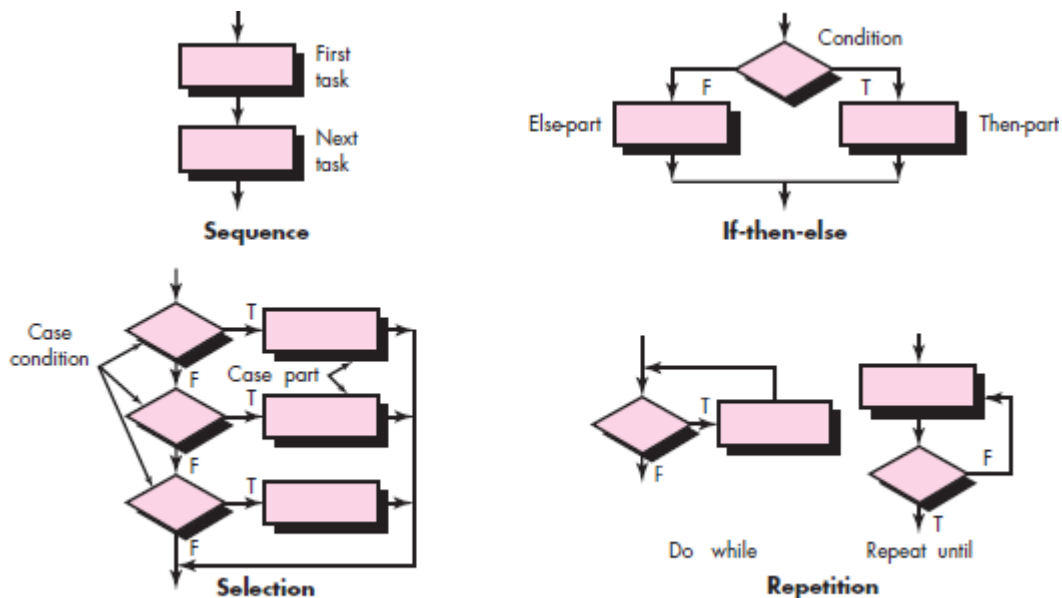 First
task
Next
task
Sequence
Condition
F
T
Else-part
Then-part
If-then-else
Case
condition
T
F
Case part
T
F
T
F
Selection
T
F
Do while
F
T
Repeat until
Repetition